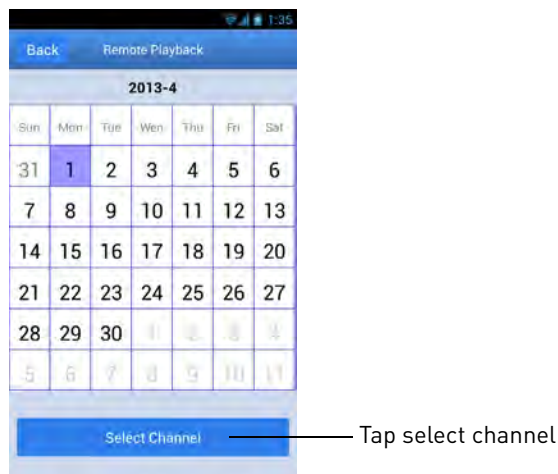 1:35
Back Remote Playback
2013-4
Sun Mon Tue Wen Thu Fri Sat
31 1 2 3 4 5 6
7 8 9 10 11 12 13
14 15 16 17 18 19 20
21 22 23 24 25 26 27
28 29 30 1 2 3 4
5 6 7 8 9 10 11
Select Channel Tap select channel